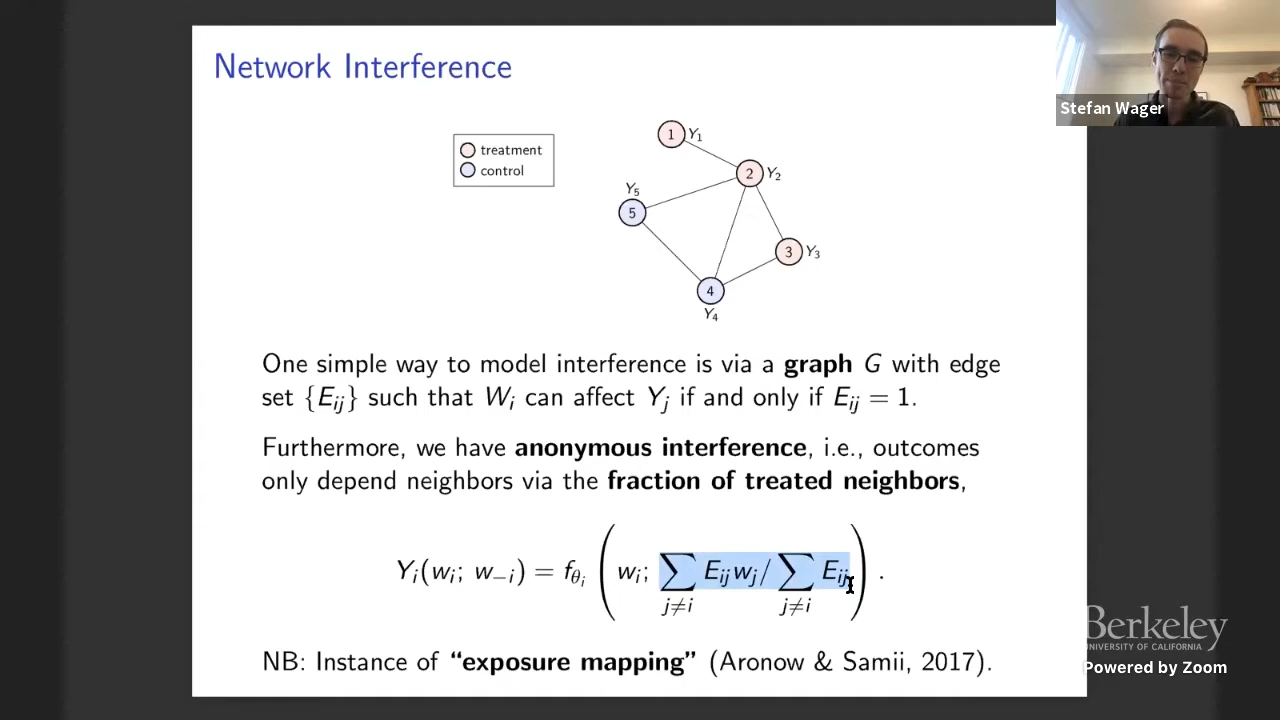 Network Interference
Stefan Wager
treatment
control
1 Y₁
2 Y₂
Y₅
5
3 Y₃
4
Y₄
One simple way to model interference is via a graph G with edge
set {Eᵢⱼ} such that Wᵢ can affect Yⱼ if and only if Eᵢⱼ = 1.
Furthermore, we have anonymous interference, i.e., outcomes
only depend neighbors via the fraction of treated neighbors,
Yᵢ(wᵢ; w₋ᵢ) = f_θᵢ ( wᵢ; ∑_{j≠i} Eᵢⱼwⱼ / ∑_{j≠i} Eᵢⱼ ) .
NB: Instance of “exposure mapping” (Aronow & Samii, 2017).
Berkeley
UNIVERSITY OF CALIFORNIA
Powered by Zoom